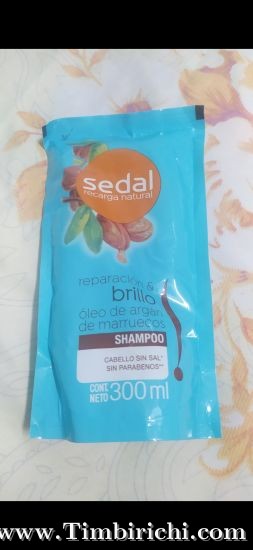 sedal
recarga natural
reparación &
brillo
óleo de argán
de marruecos
SHAMPOO
CABELLO SIN SAL*
SIN PARABENOS**
CONT.
NETO 300 ml
www.Timbirichi.com